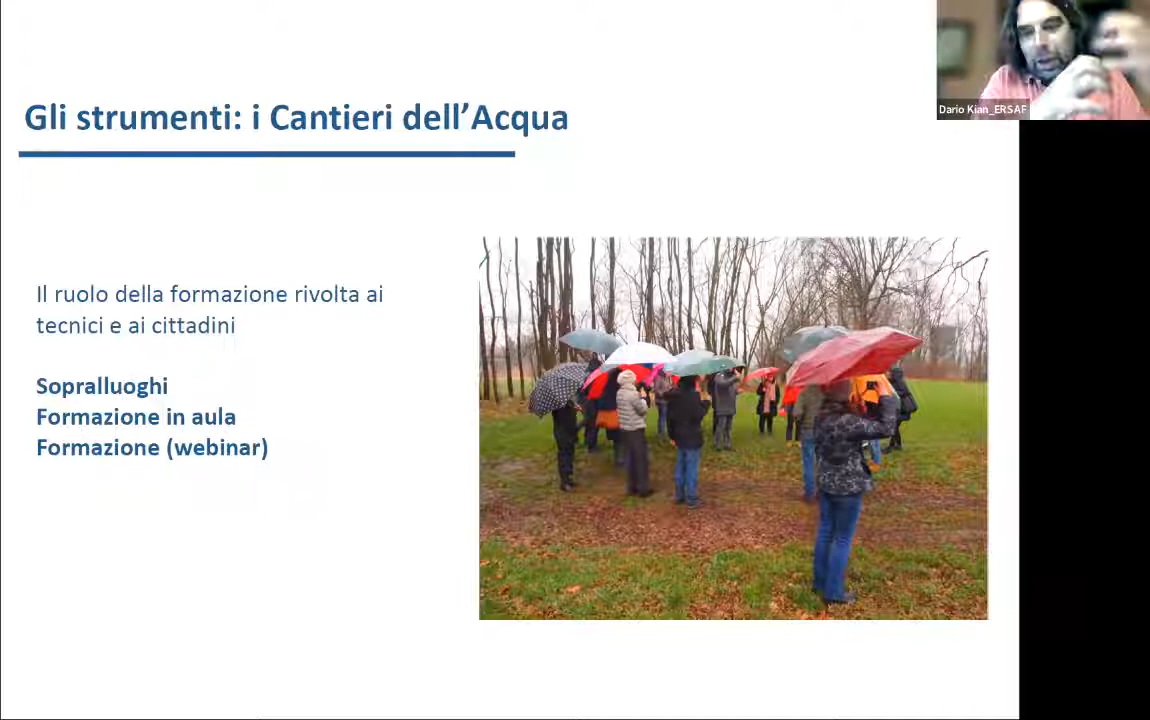 Dario Kian_ERSAF
Gli strumenti: i Cantieri dell’Acqua
Il ruolo della formazione rivolta ai
tecnici e ai cittadini
Sopralluoghi
Formazione in aula
Formazione (webinar)